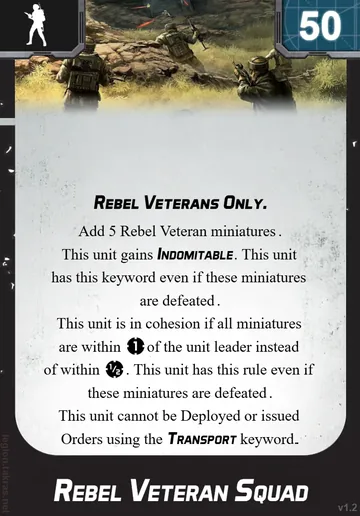 50
REBEL VETERANS ONLY.
Add 5 Rebel Veteran miniatures.
This unit gains INDOMITABLE. This unit
has this keyword even if these miniatures
are defeated.
This unit is in cohesion if all miniatures
are within 1 of the unit leader instead
of within ½. This unit has this rule even if
these miniatures are defeated.
This unit cannot be Deployed or issued
Orders using the TRANSPORT keyword.
REBEL VETERAN SQUAD
legion.takras.net
v1.2